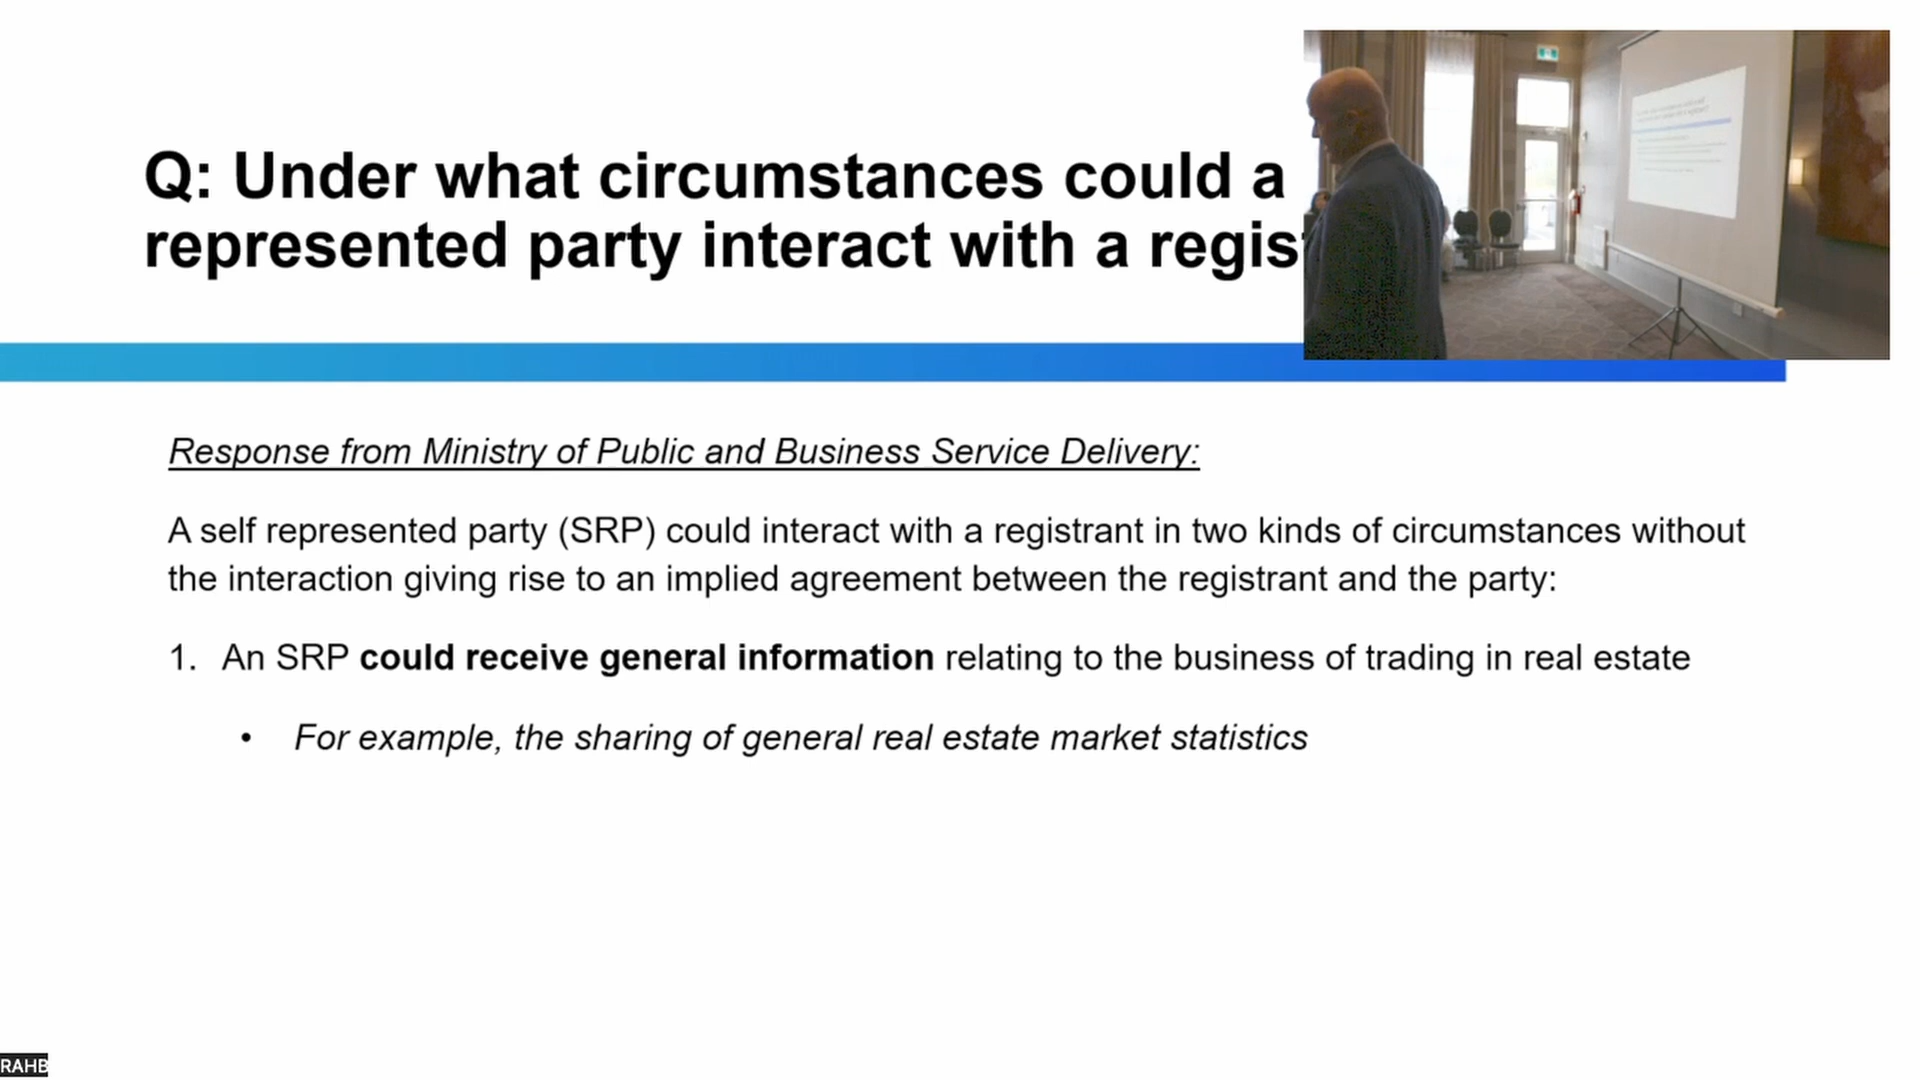 Q: Under what circumstances could a
represented party interact with a regis
Response from Ministry of Public and Business Service Delivery:
A self represented party (SRP) could interact with a registrant in two kinds of circumstances without
the interaction giving rise to an implied agreement between the registrant and the party:
1. An SRP could receive general information relating to the business of trading in real estate
• For example, the sharing of general real estate market statistics
RAHB